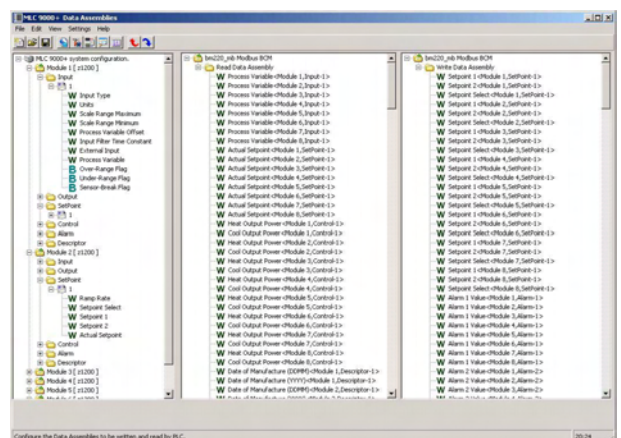 MLC 9000+ Data Assemblies
File Edit View Settings Help
MLC 9000+ system configuration.
Module 1 [ z1200 ]
Input
1
Input Type
Units
Scale Range Maximum
Scale Range Minimum
Process Variable Offset
Input Filter Time Constant
External Input
Process Variable
Over-Range Flag
Under-Range Flag
Sensor-Break Flag
Output
SetPoint
1
Control
Alarm
Descriptor
Module 2 [ z1200 ]
Input
Output
SetPoint
1
Ramp Rate
Setpoint Select
Setpoint 1
Setpoint 2
Actual Setpoint
Control
Alarm
Descriptor
Module 3 [ z1200 ]
Module 4 [ z1200 ]
Module 5 [ z1200 ]
bm220_mb Modbus BCM
Read Data Assembly
Process Variable<Module 1,Input-1>
Process Variable<Module 2,Input-1>
Process Variable<Module 3,Input-1>
Process Variable<Module 4,Input-1>
Process Variable<Module 5,Input-1>
Process Variable<Module 6,Input-1>
Process Variable<Module 7,Input-1>
Process Variable<Module 8,Input-1>
Actual Setpoint<Module 1,SetPoint-1>
Actual Setpoint<Module 2,SetPoint-1>
Actual Setpoint<Module 3,SetPoint-1>
Actual Setpoint<Module 4,SetPoint-1>
Actual Setpoint<Module 5,SetPoint-1>
Actual Setpoint<Module 6,SetPoint-1>
Actual Setpoint<Module 7,SetPoint-1>
Actual Setpoint<Module 8,SetPoint-1>
Heat Output Power<Module 1,Control-1>
Cool Output Power<Module 1,Control-1>
Heat Output Power<Module 2,Control-1>
Cool Output Power<Module 2,Control-1>
Heat Output Power<Module 3,Control-1>
Cool Output Power<Module 3,Control-1>
Heat Output Power<Module 4,Control-1>
Cool Output Power<Module 4,Control-1>
Heat Output Power<Module 5,Control-1>
Cool Output Power<Module 5,Control-1>
Heat Output Power<Module 6,Control-1>
Cool Output Power<Module 6,Control-1>
Heat Output Power<Module 7,Control-1>
Cool Output Power<Module 7,Control-1>
Heat Output Power<Module 8,Control-1>
Cool Output Power<Module 8,Control-1>
Date of Manufacture (DDMM)<Module 1,Descriptor-1>
Date of Manufacture (YYYY)<Module 1,Descriptor-1>
Date of Manufacture (DDMM)<Module 2,Descriptor-1>
bm220_mb Modbus BCM
Write Data Assembly
Setpoint 1<Module 1,SetPoint-1>
Setpoint 2<Module 1,SetPoint-1>
Setpoint Select<Module 1,SetPoint-1>
Setpoint 1<Module 2,SetPoint-1>
Setpoint 2<Module 2,SetPoint-1>
Setpoint Select<Module 2,SetPoint-1>
Setpoint 1<Module 3,SetPoint-1>
Setpoint 2<Module 3,SetPoint-1>
Setpoint Select<Module 3,SetPoint-1>
Setpoint 1<Module 4,SetPoint-1>
Setpoint 2<Module 4,SetPoint-1>
Setpoint Select<Module 4,SetPoint-1>
Setpoint 1<Module 5,SetPoint-1>
Setpoint 2<Module 5,SetPoint-1>
Setpoint Select<Module 5,SetPoint-1>
Setpoint 1<Module 6,SetPoint-1>
Setpoint 2<Module 6,SetPoint-1>
Setpoint Select<Module 6,SetPoint-1>
Setpoint 1<Module 7,SetPoint-1>
Setpoint 2<Module 7,SetPoint-1>
Setpoint Select<Module 7,SetPoint-1>
Setpoint 1<Module 8,SetPoint-1>
Setpoint 2<Module 8,SetPoint-1>
Setpoint Select<Module 8,SetPoint-1>
Alarm 1 Value<Module 1,Alarm-1>
Alarm 1 Value<Module 2,Alarm-1>
Alarm 1 Value<Module 3,Alarm-1>
Alarm 1 Value<Module 4,Alarm-1>
Alarm 1 Value<Module 5,Alarm-1>
Alarm 1 Value<Module 6,Alarm-1>
Alarm 1 Value<Module 7,Alarm-1>
Alarm 1 Value<Module 8,Alarm-1>
Alarm 2 Value<Module 1,Alarm-2>
Alarm 2 Value<Module 2,Alarm-2>
Alarm 2 Value<Module 3,Alarm-2>
Configure the Data Assemblies to be written and read by MLC
20:24